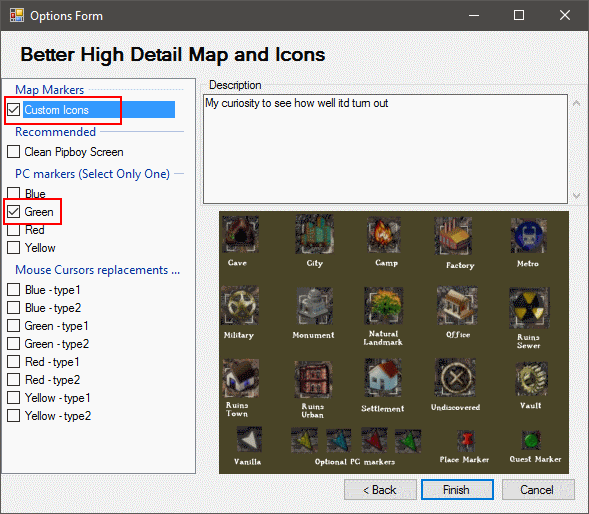 Options Form
Better High Detail Map and Icons
Map Markers
Custom Icons
Recommended
Clean Pipboy Screen
PC markers (Select Only One)
Blue
Green
Red
Yellow
Mouse Cursors replacements ...
Blue - type1
Blue - type2
Green - type1
Green - type2
Red - type1
Red - type2
Yellow - type1
Yellow - type2
Description
My curiosity to see how well itd turn out
Cave
City
Camp
Factory
Metro
Military
Monument
Natural
Landmark
Office
Ruins
Sewer
Ruins
Town
Ruins
Urban
Settlement
Undiscovered
Vault
Vanilla
Optional PC markers
Place Marker
Quest Marker
< Back
Finish
Cancel